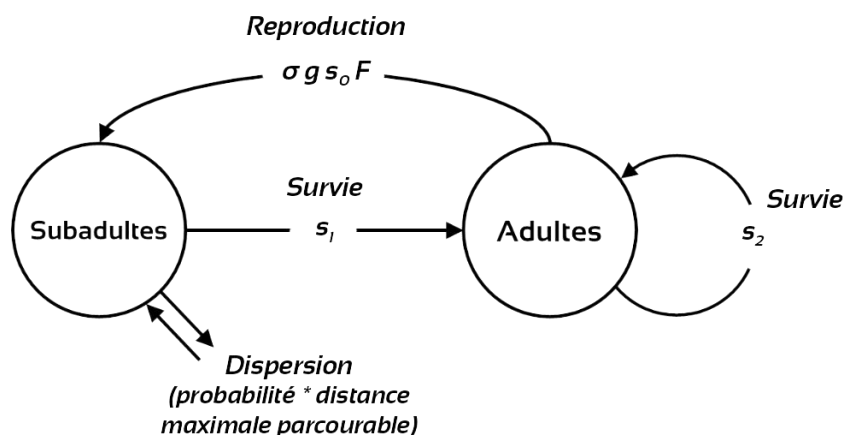 Reproduction
σ g s₀ F
Survie
Subadultes
s₁
Adultes
Survie
s₂
Dispersion
(probabilité * distance
maximale parcourable)